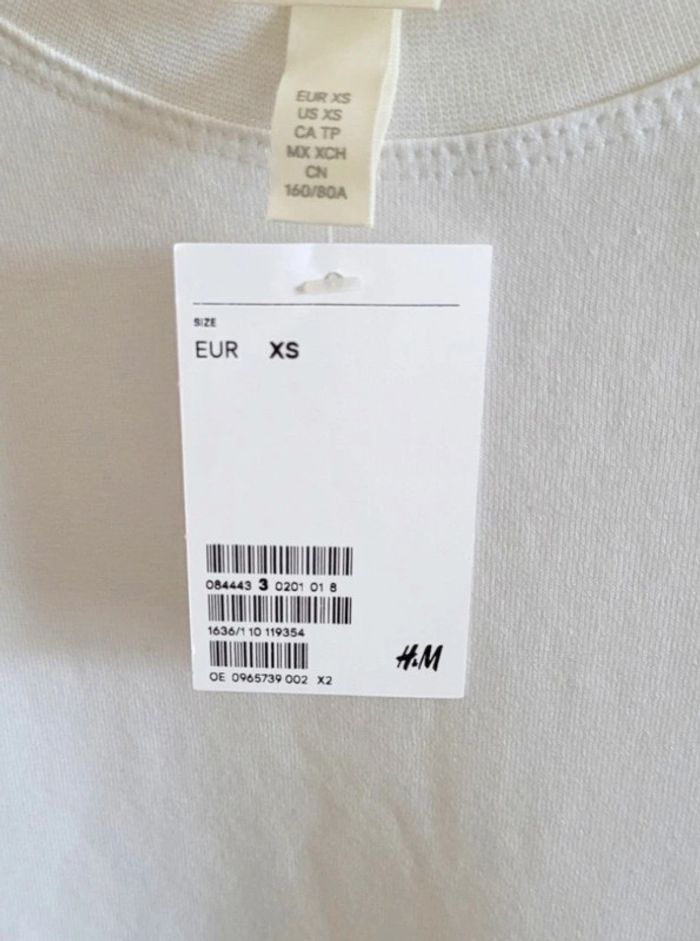 EUR XS
US XS
CA TP
MX XCH
CN
160/80A
SIZE
EUR XS
084443 3 0201 01 8
1636/1 10 119354
OE 0965739 002 X2
H&M